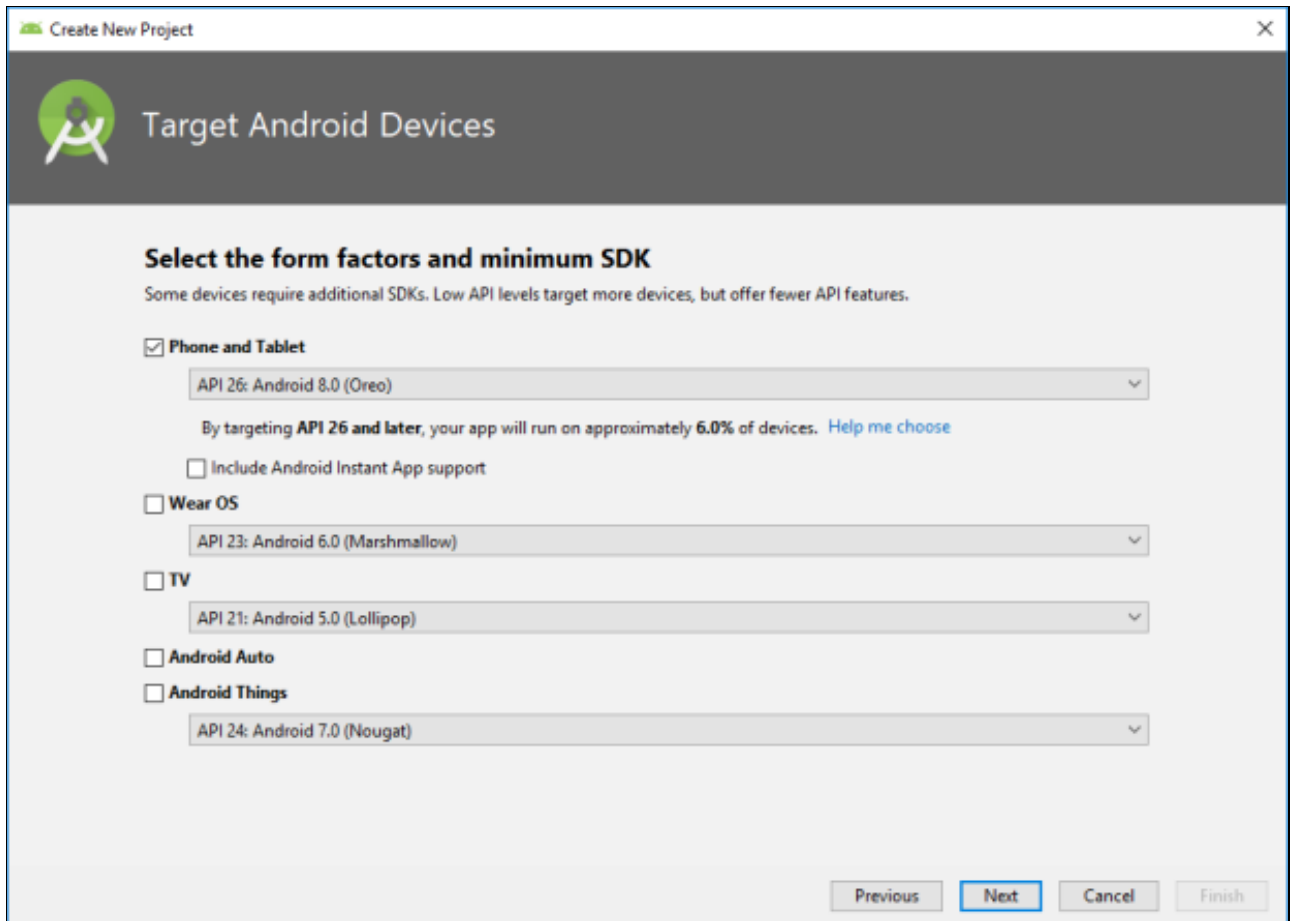 Create New Project
Target Android Devices
Select the form factors and minimum SDK
Some devices require additional SDKs. Low API levels target more devices, but offer fewer API features.
Phone and Tablet
API 26: Android 8.0 (Oreo)
By targeting API 26 and later, your app will run on approximately 6.0% of devices. Help me choose
Include Android Instant App support
Wear OS
API 23: Android 6.0 (Marshmallow)
TV
API 21: Android 5.0 (Lollipop)
Android Auto
Android Things
API 24: Android 7.0 (Nougat)
Previous Next Cancel Finish